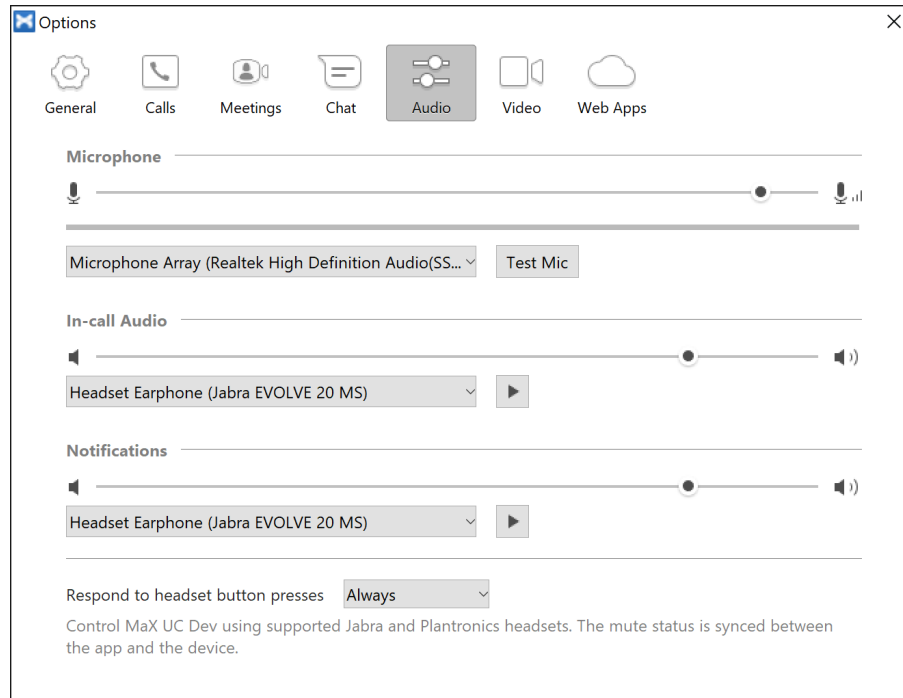 Options
General
Calls
Meetings
Chat
Audio
Video
Web Apps
Microphone
Microphone Array (Realtek High Definition Audio(SS...
Test Mic
In-call Audio
Headset Earphone (Jabra EVOLVE 20 MS)
Notifications
Headset Earphone (Jabra EVOLVE 20 MS)
Respond to headset button presses
Always
Control MaX UC Dev using supported Jabra and Plantronics headsets. The mute status is synced between
the app and the device.